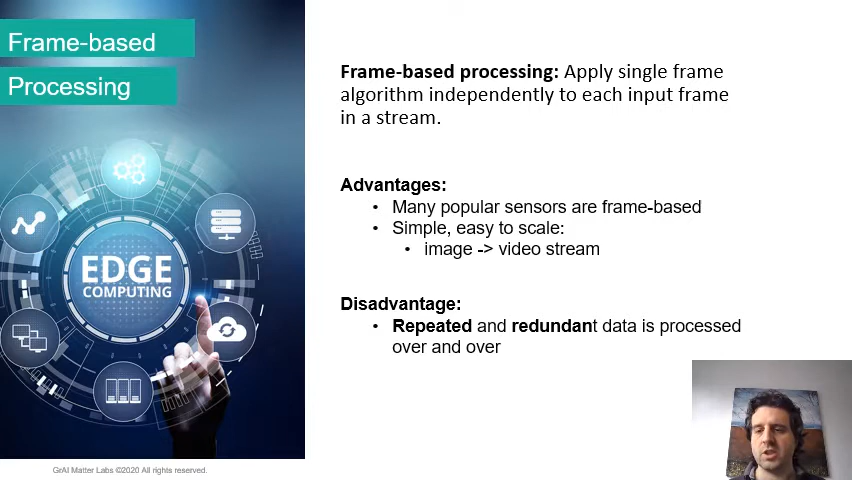 Frame-based
Processing
Frame-based processing: Apply single frame
algorithm independently to each input frame
in a stream.
Advantages:
• Many popular sensors are frame-based
• Simple, easy to scale:
• image -> video stream
Disadvantage:
• Repeated and redundant data is processed
over and over
EDGE
COMPUTING
GrAI Matter Labs ©2020 All rights reserved.